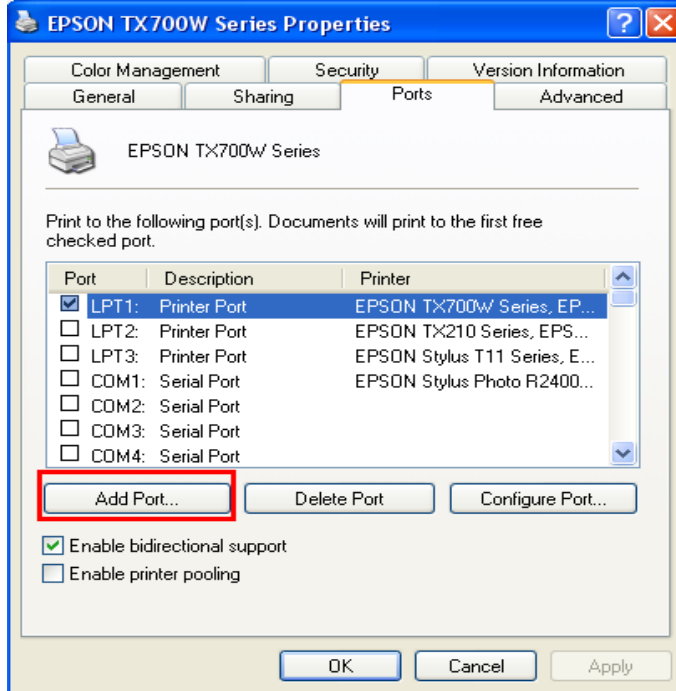 EPSON TX700W Series Properties
Color Management Security Version Information
General Sharing Ports Advanced
EPSON TX700W Series
Print to the following port(s). Documents will print to the first free
checked port.
Port Description Printer
LPT1: Printer Port EPSON TX700W Series, EP...
LPT2: Printer Port EPSON TX210 Series, EPS...
LPT3: Printer Port EPSON Stylus T11 Series, E...
COM1: Serial Port EPSON Stylus Photo R2400...
COM2: Serial Port
COM3: Serial Port
COM4: Serial Port
Add Port... Delete Port Configure Port...
Enable bidirectional support
Enable printer pooling
OK Cancel Apply